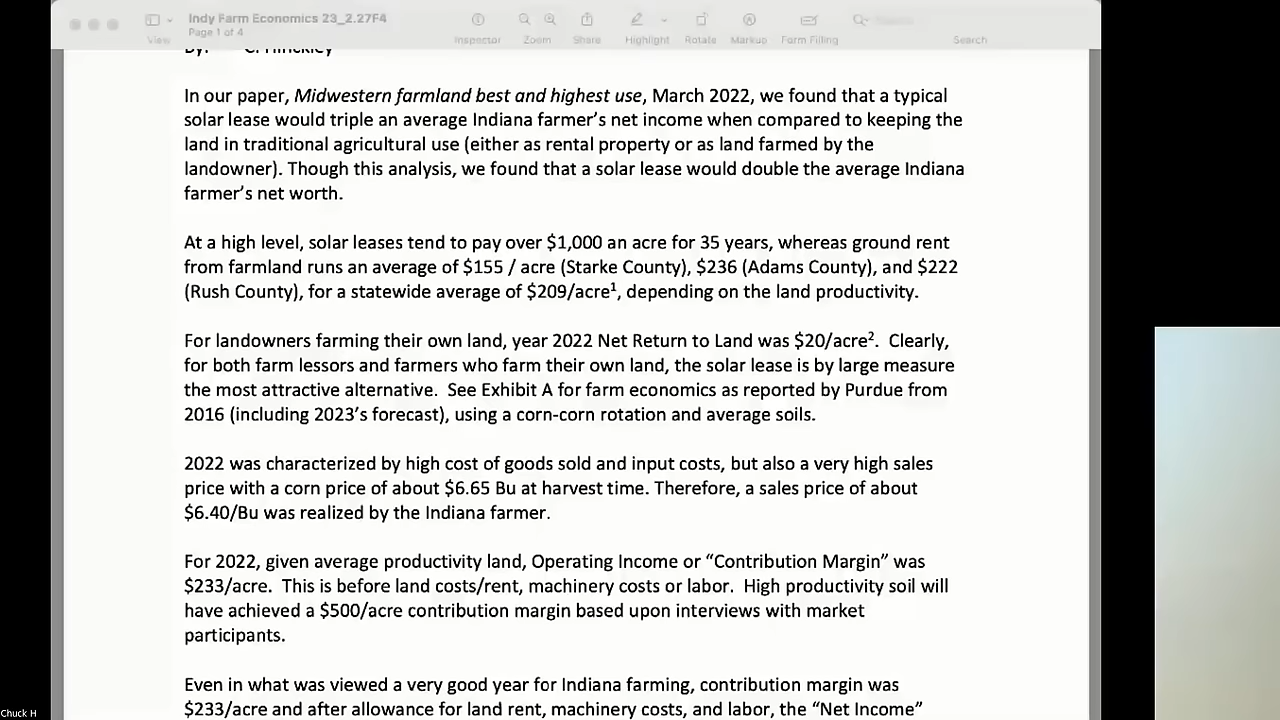 Indy Farm Economics 23_2.27F4
Page 1 of 4
View
Inspector
Zoom
Share
Highlight
Rotate
Markup
Form Filling
Search
Search
By: C. Hinckley
In our paper, Midwestern farmland best and highest use, March 2022, we found that a typical
solar lease would triple an average Indiana farmer’s net income when compared to keeping the
land in traditional agricultural use (either as rental property or as land farmed by the
landowner). Though this analysis, we found that a solar lease would double the average Indiana
farmer’s net worth.
At a high level, solar leases tend to pay over $1,000 an acre for 35 years, whereas ground rent
from farmland runs an average of $155 / acre (Starke County), $236 (Adams County), and $222
(Rush County), for a statewide average of $209/acre¹, depending on the land productivity.
For landowners farming their own land, year 2022 Net Return to Land was $20/acre². Clearly,
for both farm lessors and farmers who farm their own land, the solar lease is by large measure
the most attractive alternative. See Exhibit A for farm economics as reported by Purdue from
2016 (including 2023’s forecast), using a corn-corn rotation and average soils.
2022 was characterized by high cost of goods sold and input costs, but also a very high sales
price with a corn price of about $6.65 Bu at harvest time. Therefore, a sales price of about
$6.40/Bu was realized by the Indiana farmer.
For 2022, given average productivity land, Operating Income or “Contribution Margin” was
$233/acre. This is before land costs/rent, machinery costs or labor. High productivity soil will
have achieved a $500/acre contribution margin based upon interviews with market
participants.
Even in what was viewed a very good year for Indiana farming, contribution margin was
$233/acre and after allowance for land rent, machinery costs, and labor, the “Net Income”
Chuck H